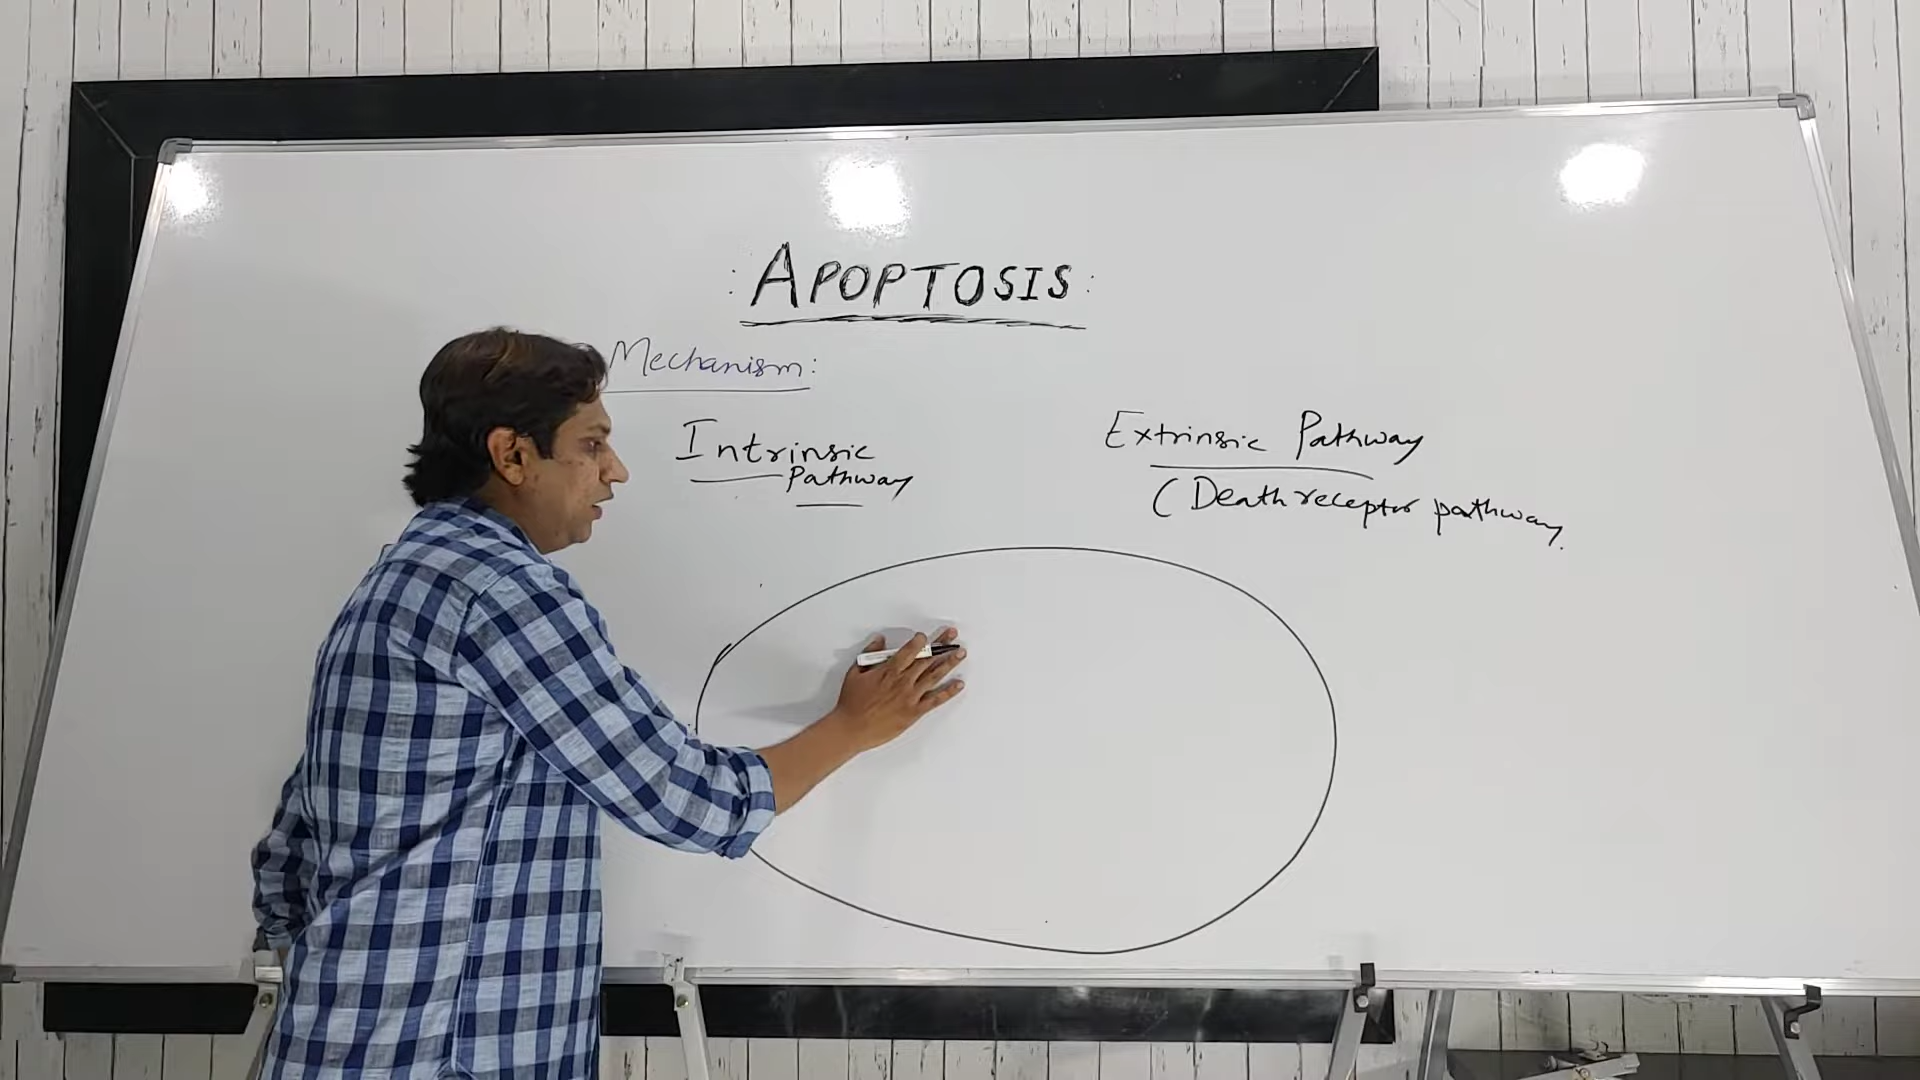 : APOPTOSIS :
Mechanism:
Intrinsic
Pathway
Extrinsic Pathway
(Death receptor pathway.